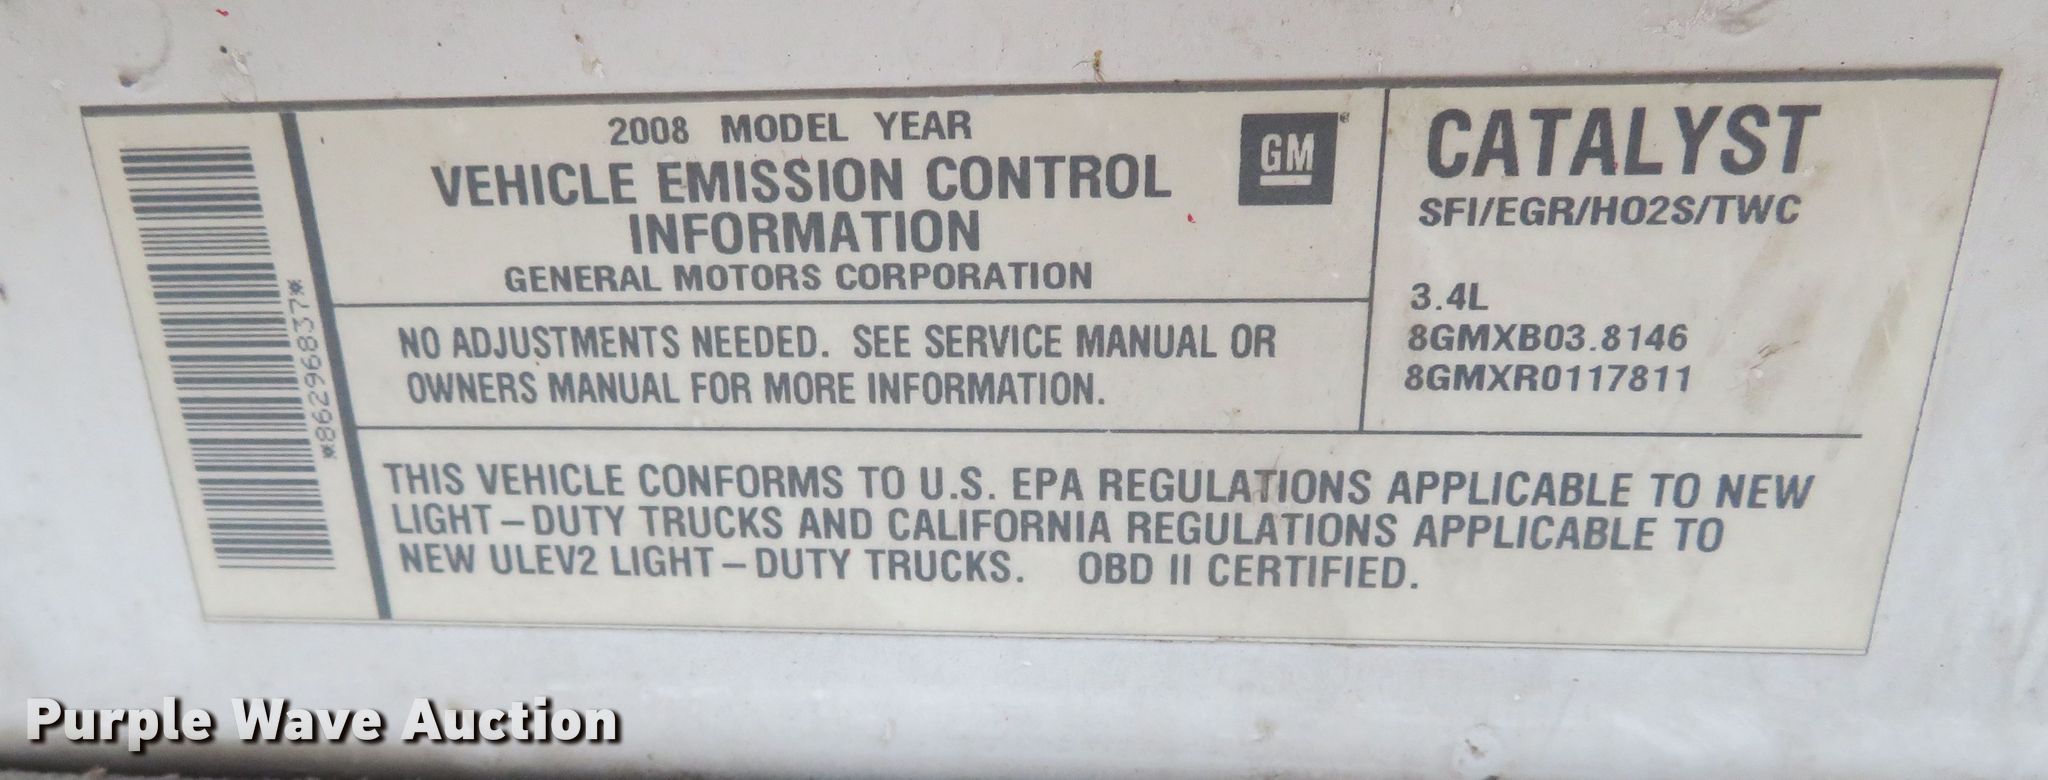 2008 MODEL YEAR
VEHICLE EMISSION CONTROL
INFORMATION
GENERAL MOTORS CORPORATION
GM
NO ADJUSTMENTS NEEDED. SEE SERVICE MANUAL OR
OWNERS MANUAL FOR MORE INFORMATION.
CATALYST
SFI/EGR/HO2S/TWC
3.4L
8GMXB03.8146
8GMXR0117811
THIS VEHICLE CONFORMS TO U.S. EPA REGULATIONS APPLICABLE TO NEW
LIGHT-DUTY TRUCKS AND CALIFORNIA REGULATIONS APPLICABLE TO
NEW ULEV2 LIGHT-DUTY TRUCKS. OBD II CERTIFIED.
*86296837*
Purple Wave Auction